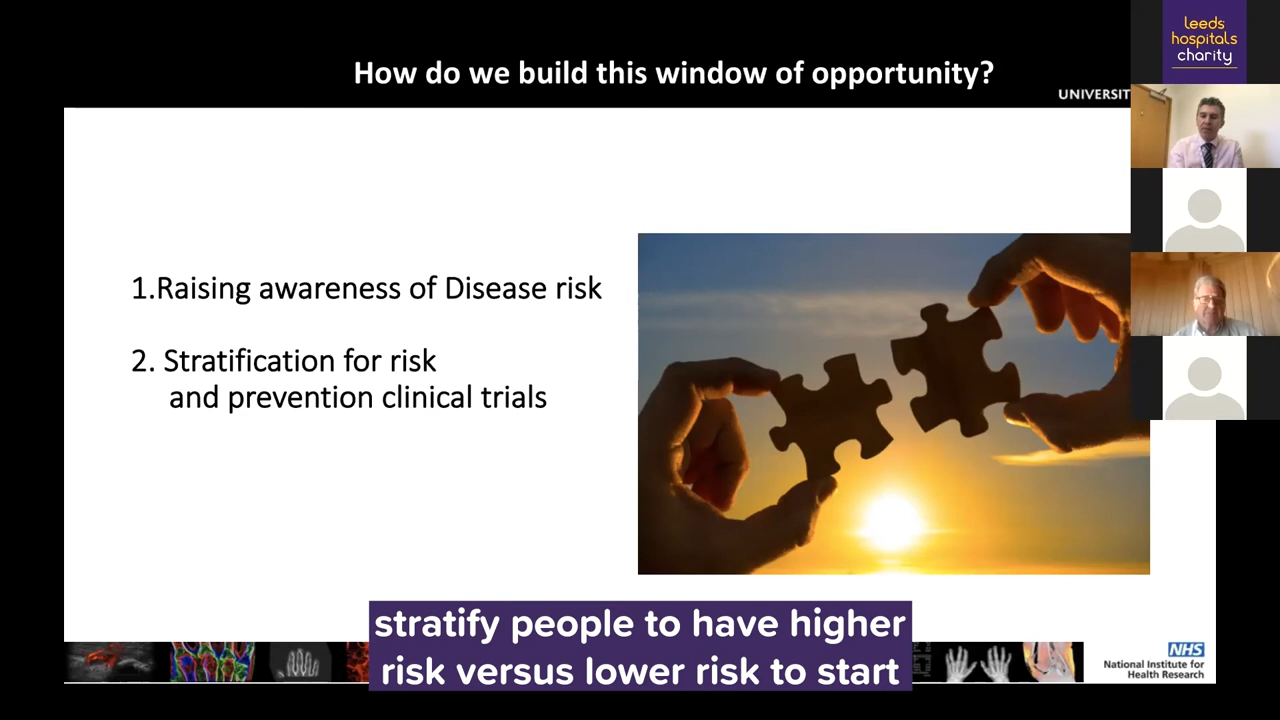 How do we build this window of opportunity?
UNIVERSIT
leeds
hospitals
charity
1.Raising awareness of Disease risk
2. Stratification for risk
and prevention clinical trials
stratify people to have higher
risk versus lower risk to start
NHS
National Institute for
Health Research